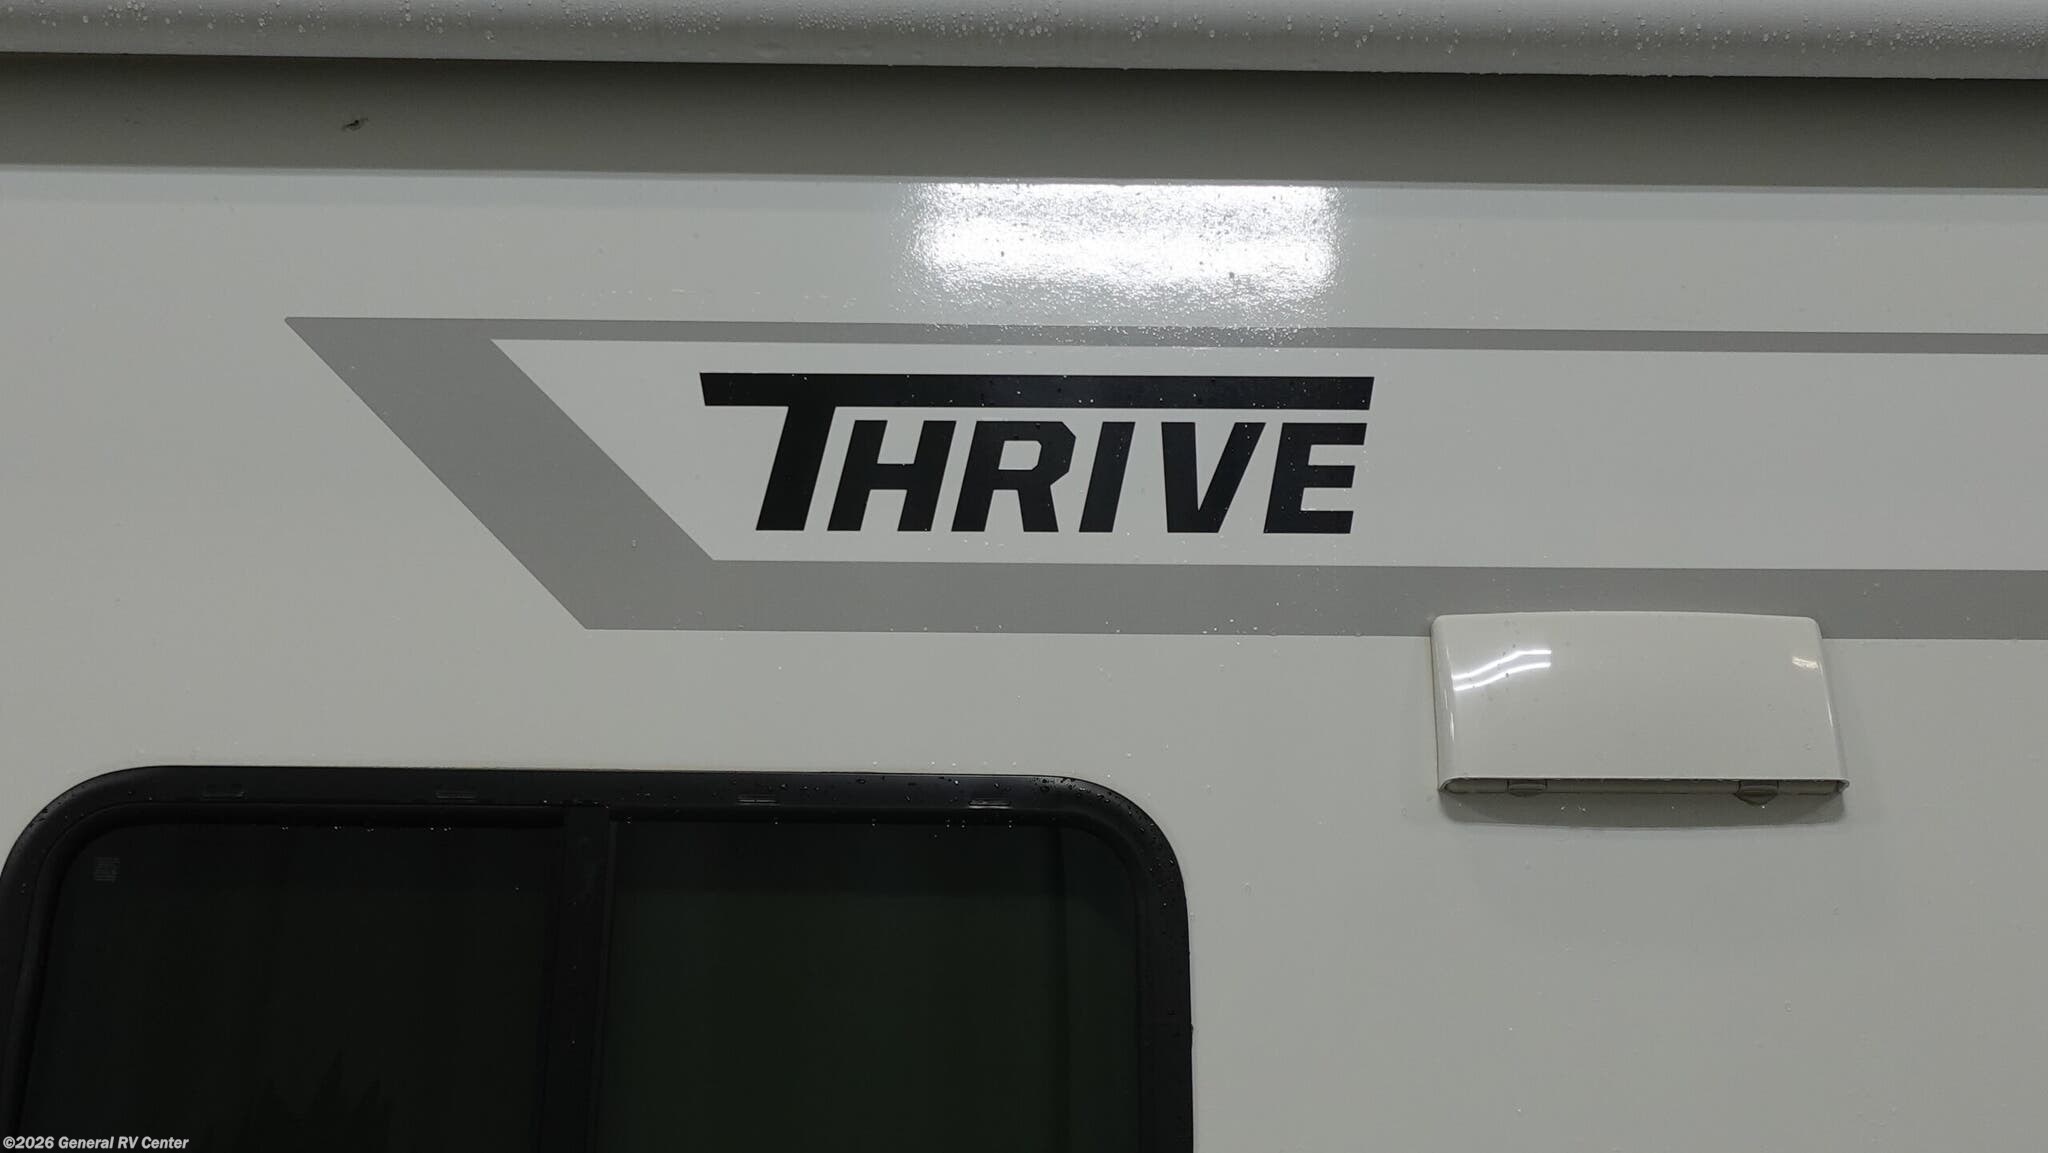 THRIVE
©2026 General RV Center